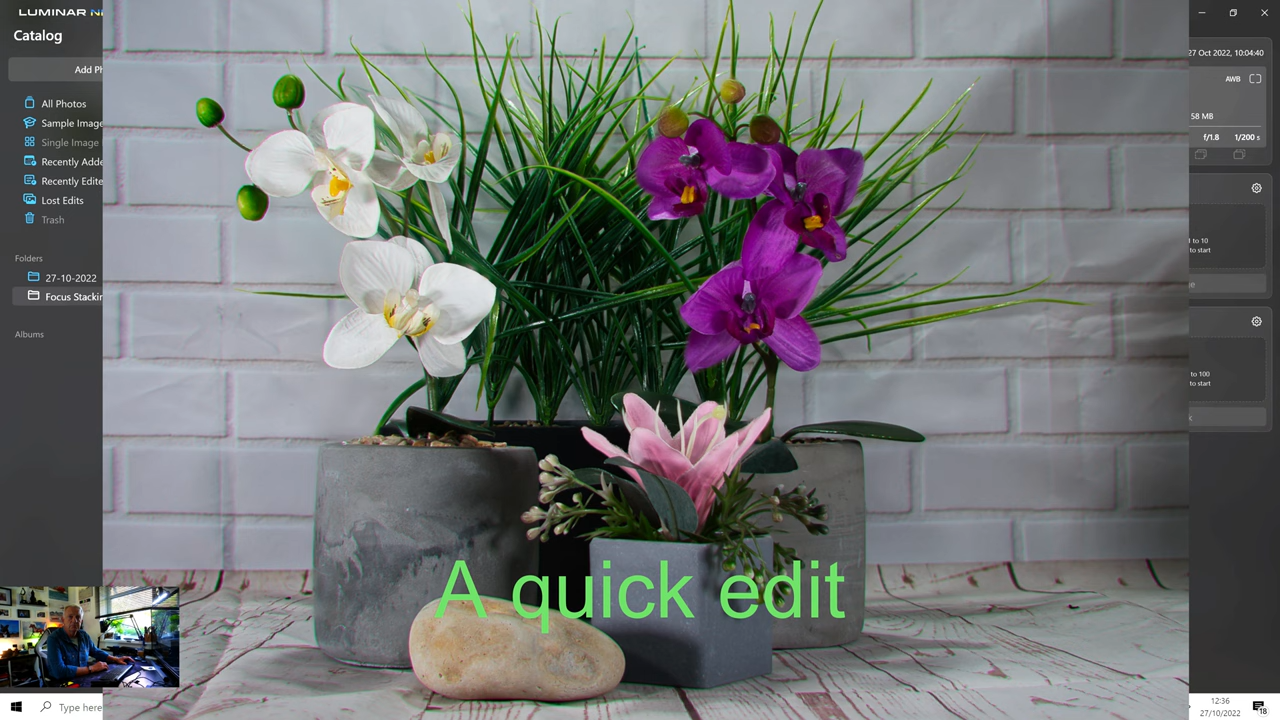 LUMINAR
Catalog
Add
All Photos
Sample Image
Single Image
Recently Adde
Recently Edite
Lost Edits
Trash
Folders
27-10-2022
Focus Stackin
Albums
27 Oct 2022, 10:04:40
AWB
58 MB
f/1.8 1/200 s
to 10
to start
to 100
to start
A quick edit
Type here
12:36
27/10/2022
18